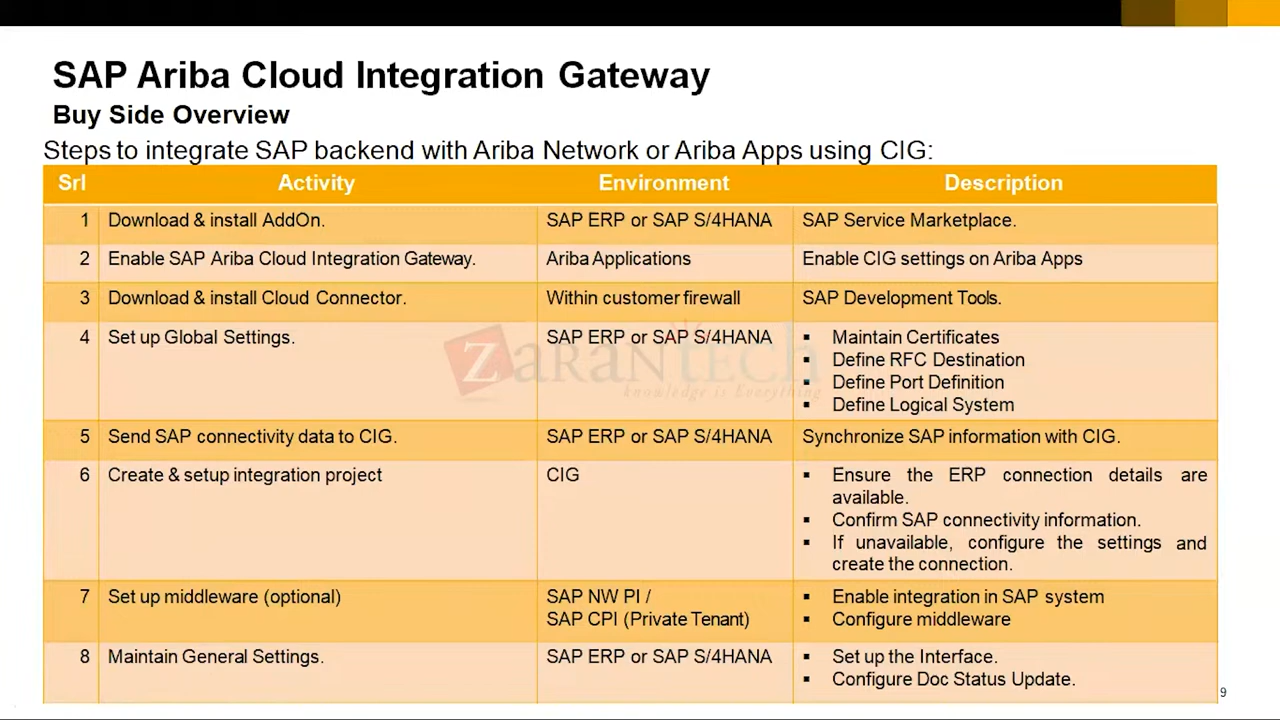 SAP Ariba Cloud Integration Gateway
Buy Side Overview
Steps to integrate SAP backend with Ariba Network or Ariba Apps using CIG:
Srl Activity Environment Description
1 Download & install AddOn. SAP ERP or SAP S/4HANA SAP Service Marketplace.
2 Enable SAP Ariba Cloud Integration Gateway. Ariba Applications Enable CIG settings on Ariba Apps
3 Download & install Cloud Connector. Within customer firewall SAP Development Tools.
4 Set up Global Settings. SAP ERP or SAP S/4HANA ▪ Maintain Certificates
▪ Define RFC Destination
▪ Define Port Definition
▪ Define Logical System
ZaranTech
knowledge is Everything
5 Send SAP connectivity data to CIG. SAP ERP or SAP S/4HANA Synchronize SAP information with CIG.
6 Create & setup integration project CIG ▪ Ensure the ERP connection details are
available.
▪ Confirm SAP connectivity information.
▪ If unavailable, configure the settings and
create the connection.
7 Set up middleware (optional) SAP NW PI / ▪ Enable integration in SAP system
SAP CPI (Private Tenant) ▪ Configure middleware
8 Maintain General Settings. SAP ERP or SAP S/4HANA ▪ Set up the Interface.
▪ Configure Doc Status Update.
9